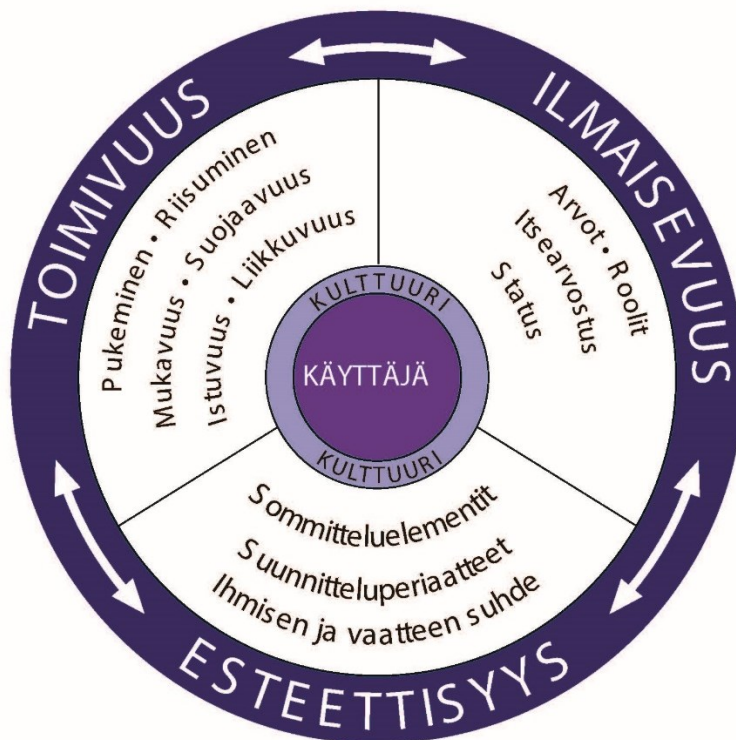 TOIMIVUUS
Pukeminen • Riisuminen
Mukavuus • Suojaavuus
Istuvuus • Liikkuvuus
ILMAISEVUUS
Arvot • Roolit
Itsearvostus
Status
KULTTUURI
KÄYTTÄJÄ
KULTTUURI
Sommitteluelementit
Suunnitteluperiaatteet
Ihmisen ja vaatteen suhde
ESTEETTISYYS